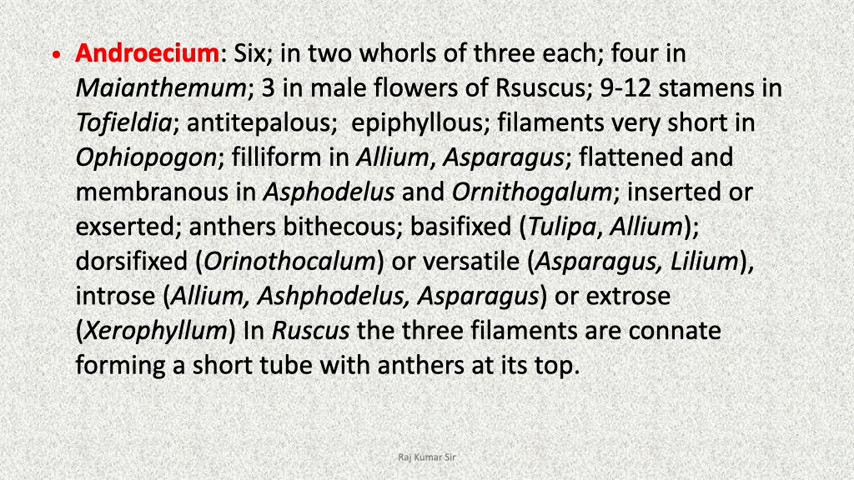 • Androecium: Six; in two whorls of three each; four in
Maianthemum; 3 in male flowers of Rsuscus; 9-12 stamens in
Tofieldia; antitepalous;  epiphyllous; filaments very short in
Ophiopogon; filliform in Allium, Asparagus; flattened and
membranous in Asphodelus and Ornithogalum; inserted or
exserted; anthers bithecous; basifixed (Tulipa, Allium);
dorsifixed (Orinothocalum) or versatile (Asparagus, Lilium),
introse (Allium, Ashphodelus, Asparagus) or extrose
(Xerophyllum) In Ruscus the three filaments are connate
forming a short tube with anthers at its top.
Raj Kumar Sir